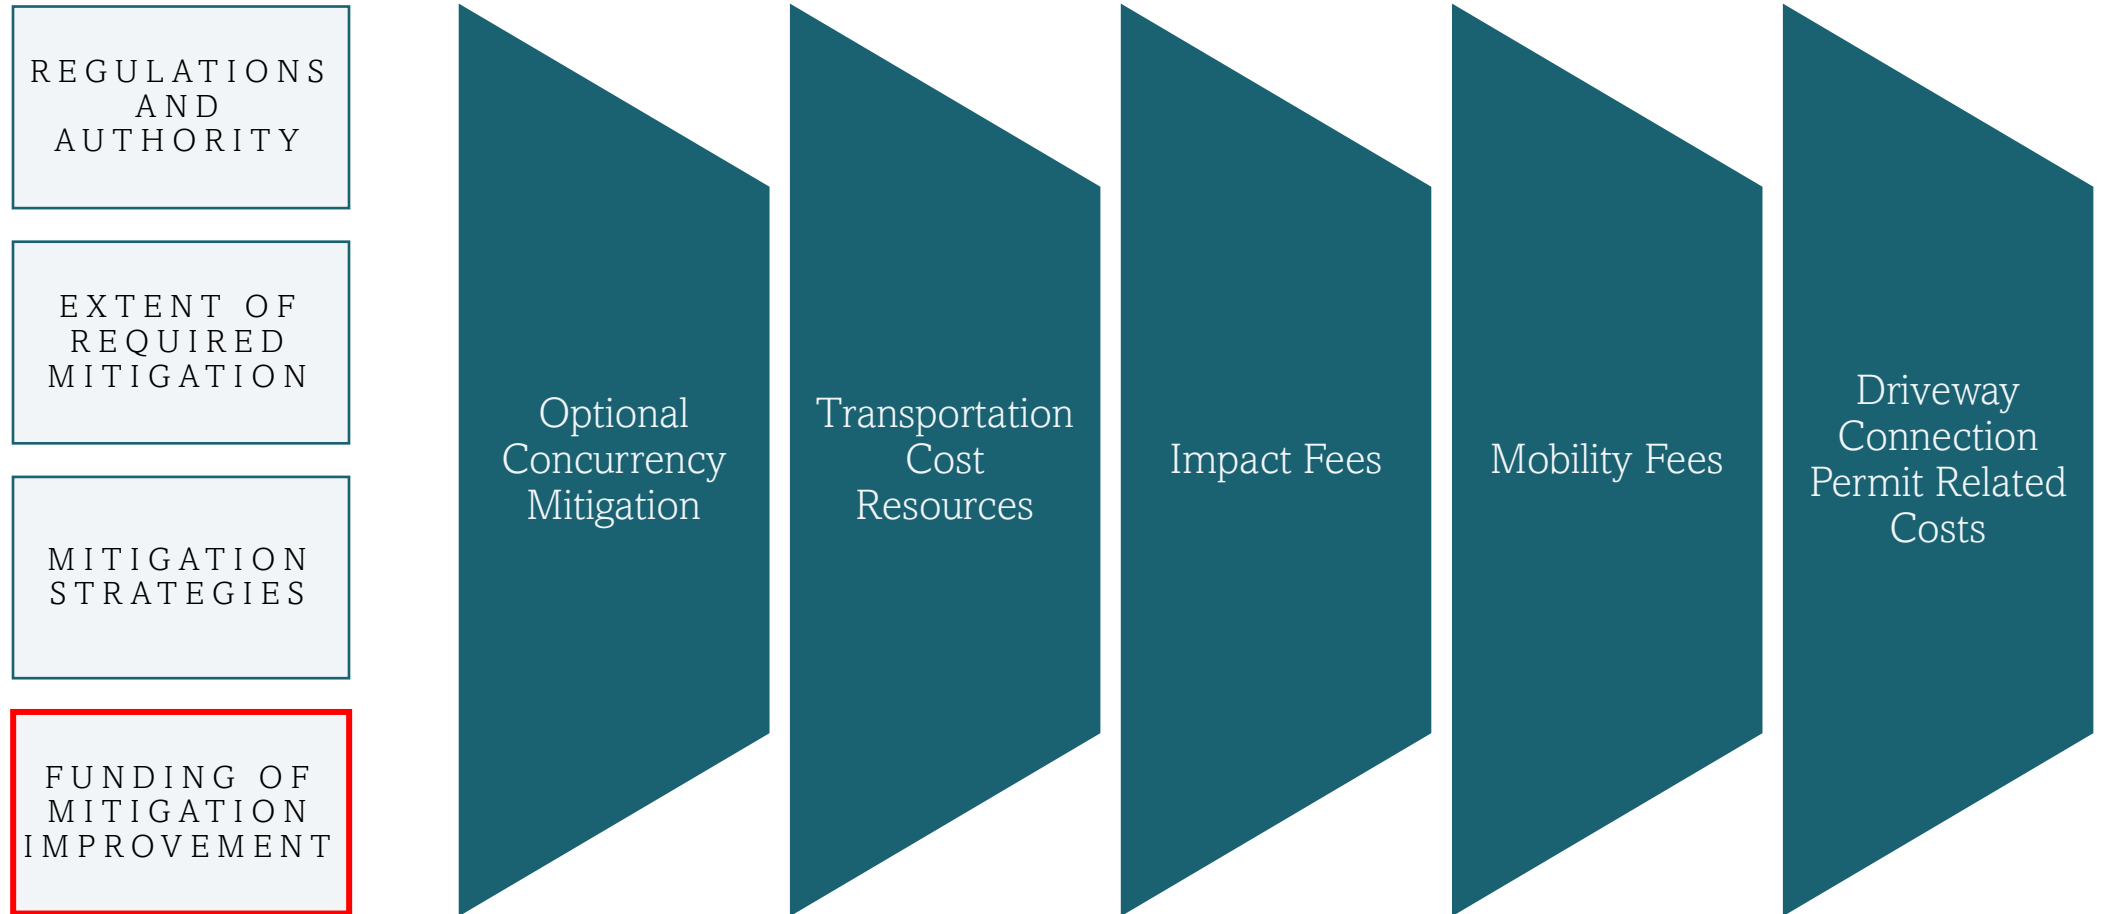 REGULATIONS
AND
AUTHORITY
EXTENT OF
REQUIRED
MITIGATION
MITIGATION
STRATEGIES
FUNDING OF
MITIGATION
IMPROVEMENT
Optional
Concurrency
Mitigation
Transportation
Cost
Resources
Impact Fees
Mobility Fees
Driveway
Connection
Permit Related
Costs